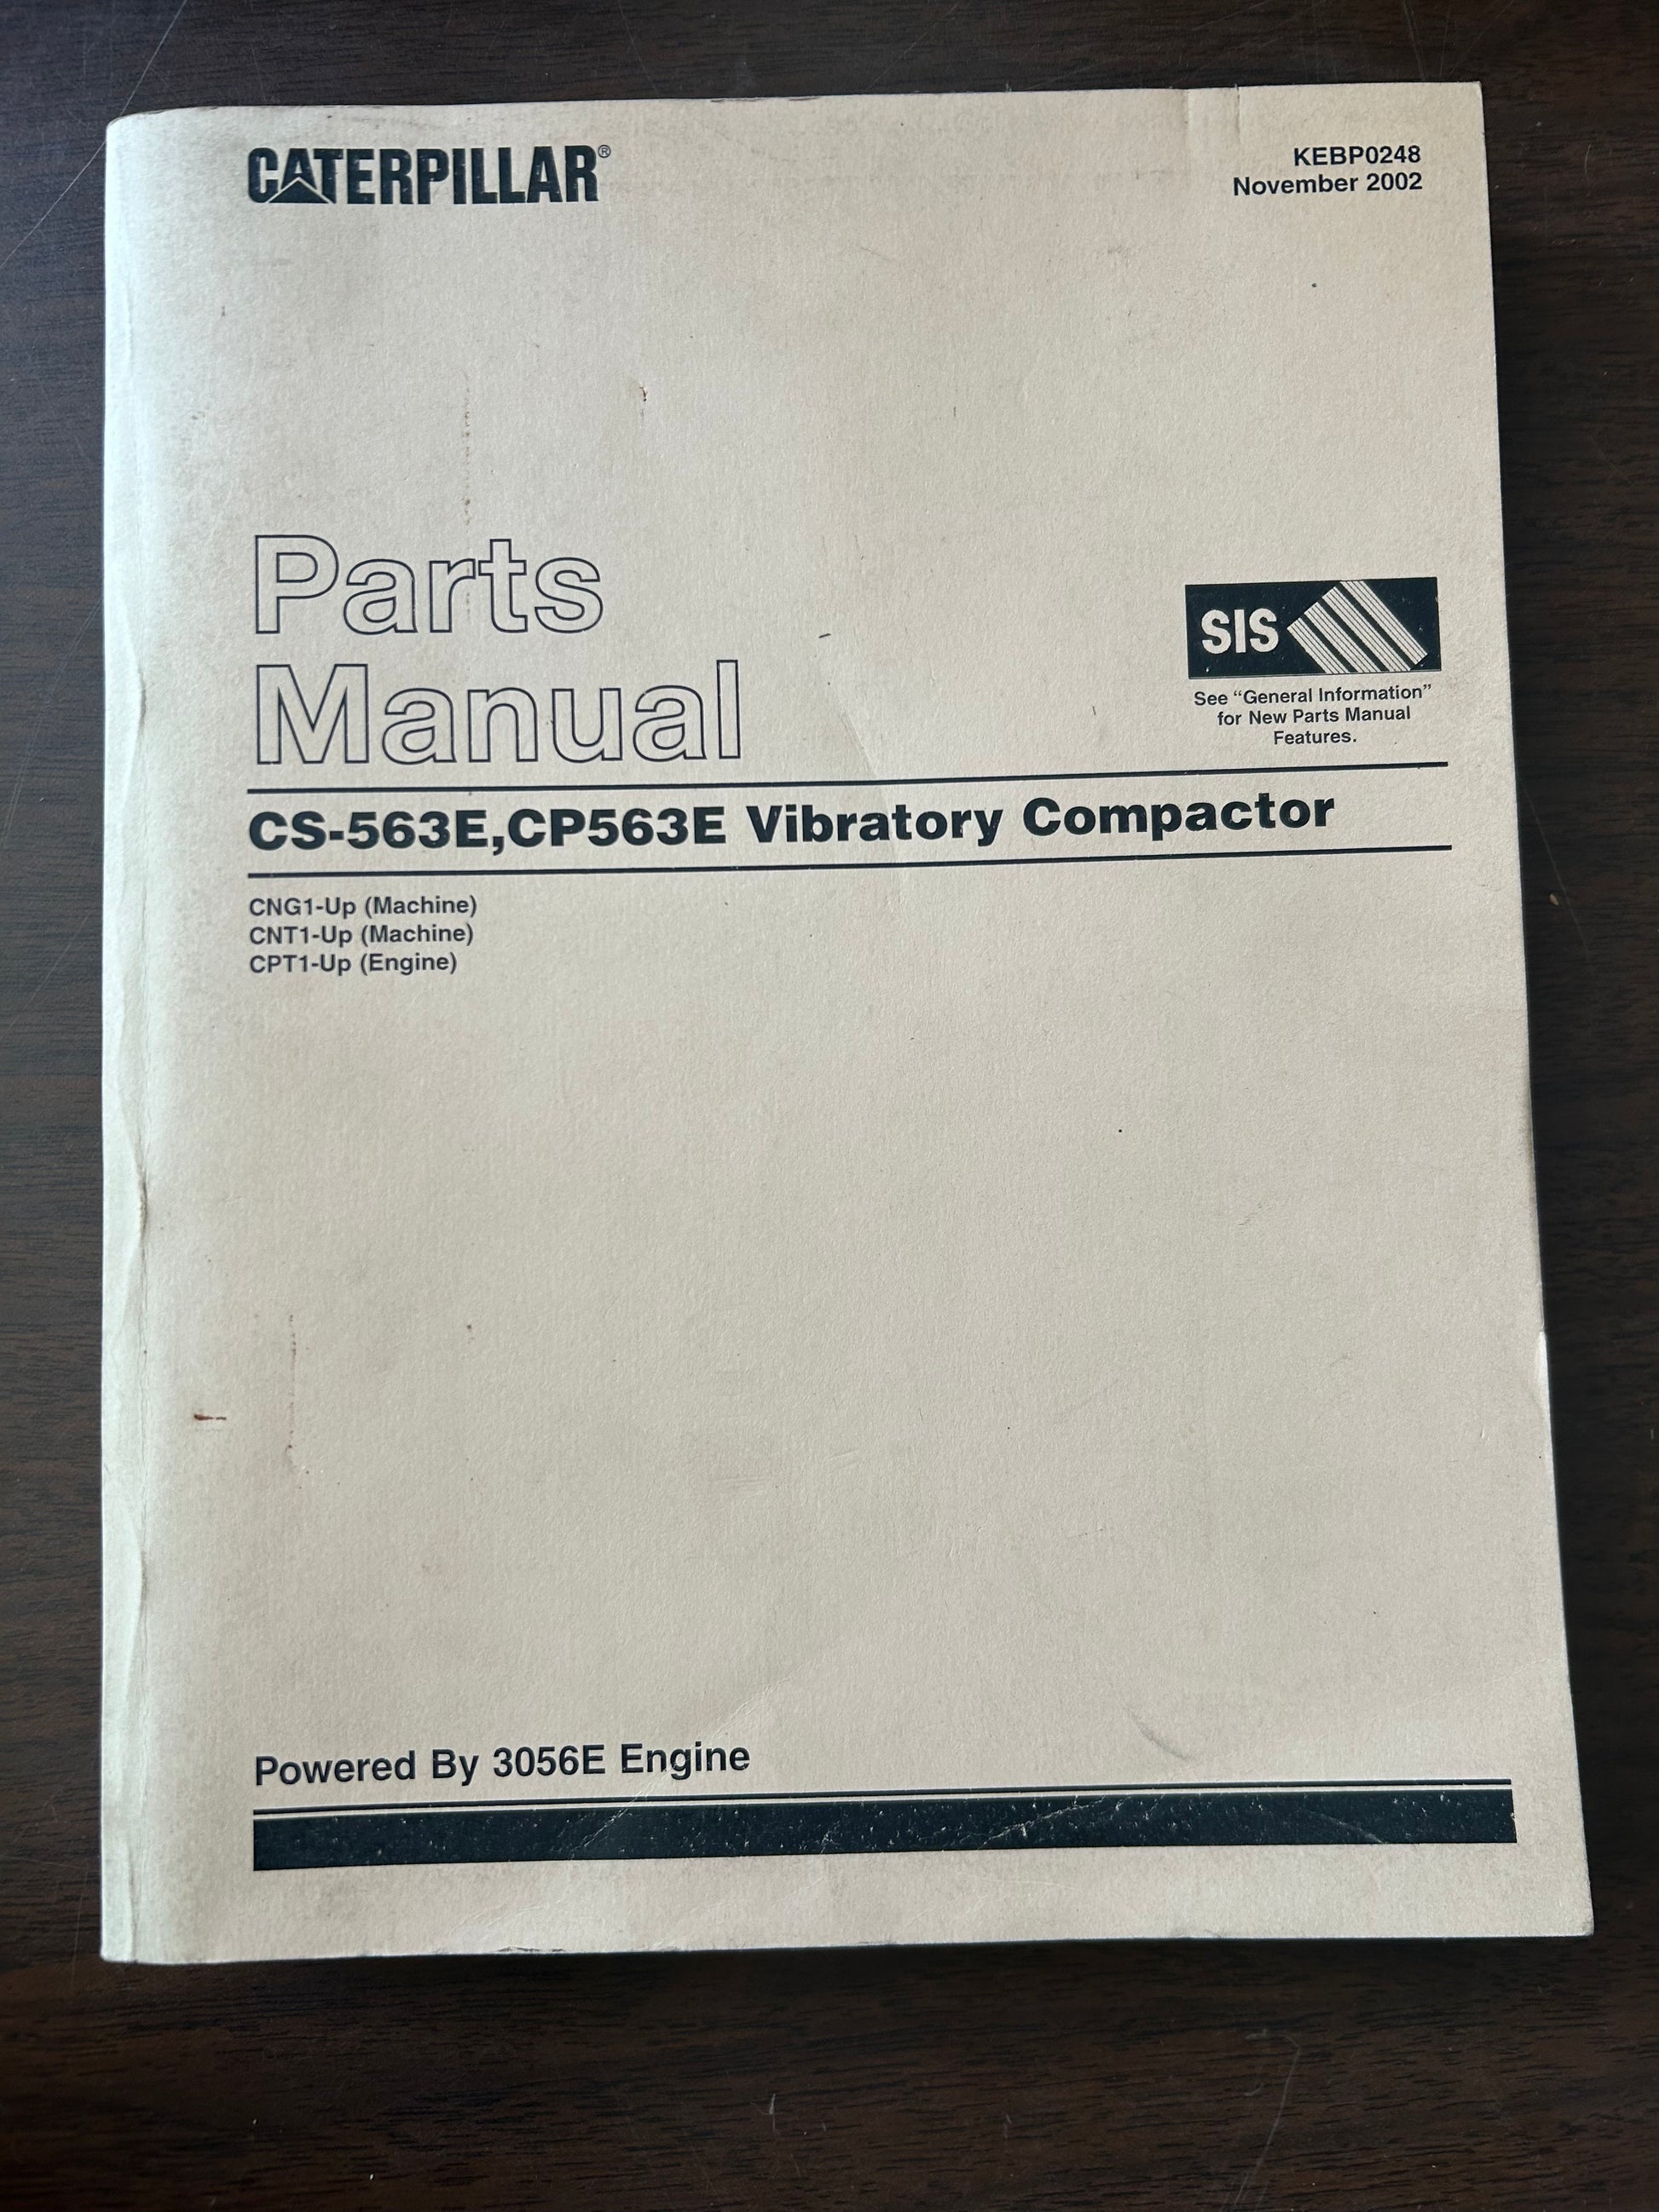 CATERPILLAR®
KEBP0248
November 2002
Parts
Manual
SIS
See “General Information”
for New Parts Manual
Features.
CS-563E,CP563E Vibratory Compactor
CNG1-Up (Machine)
CNT1-Up (Machine)
CPT1-Up (Engine)
Powered By 3056E Engine